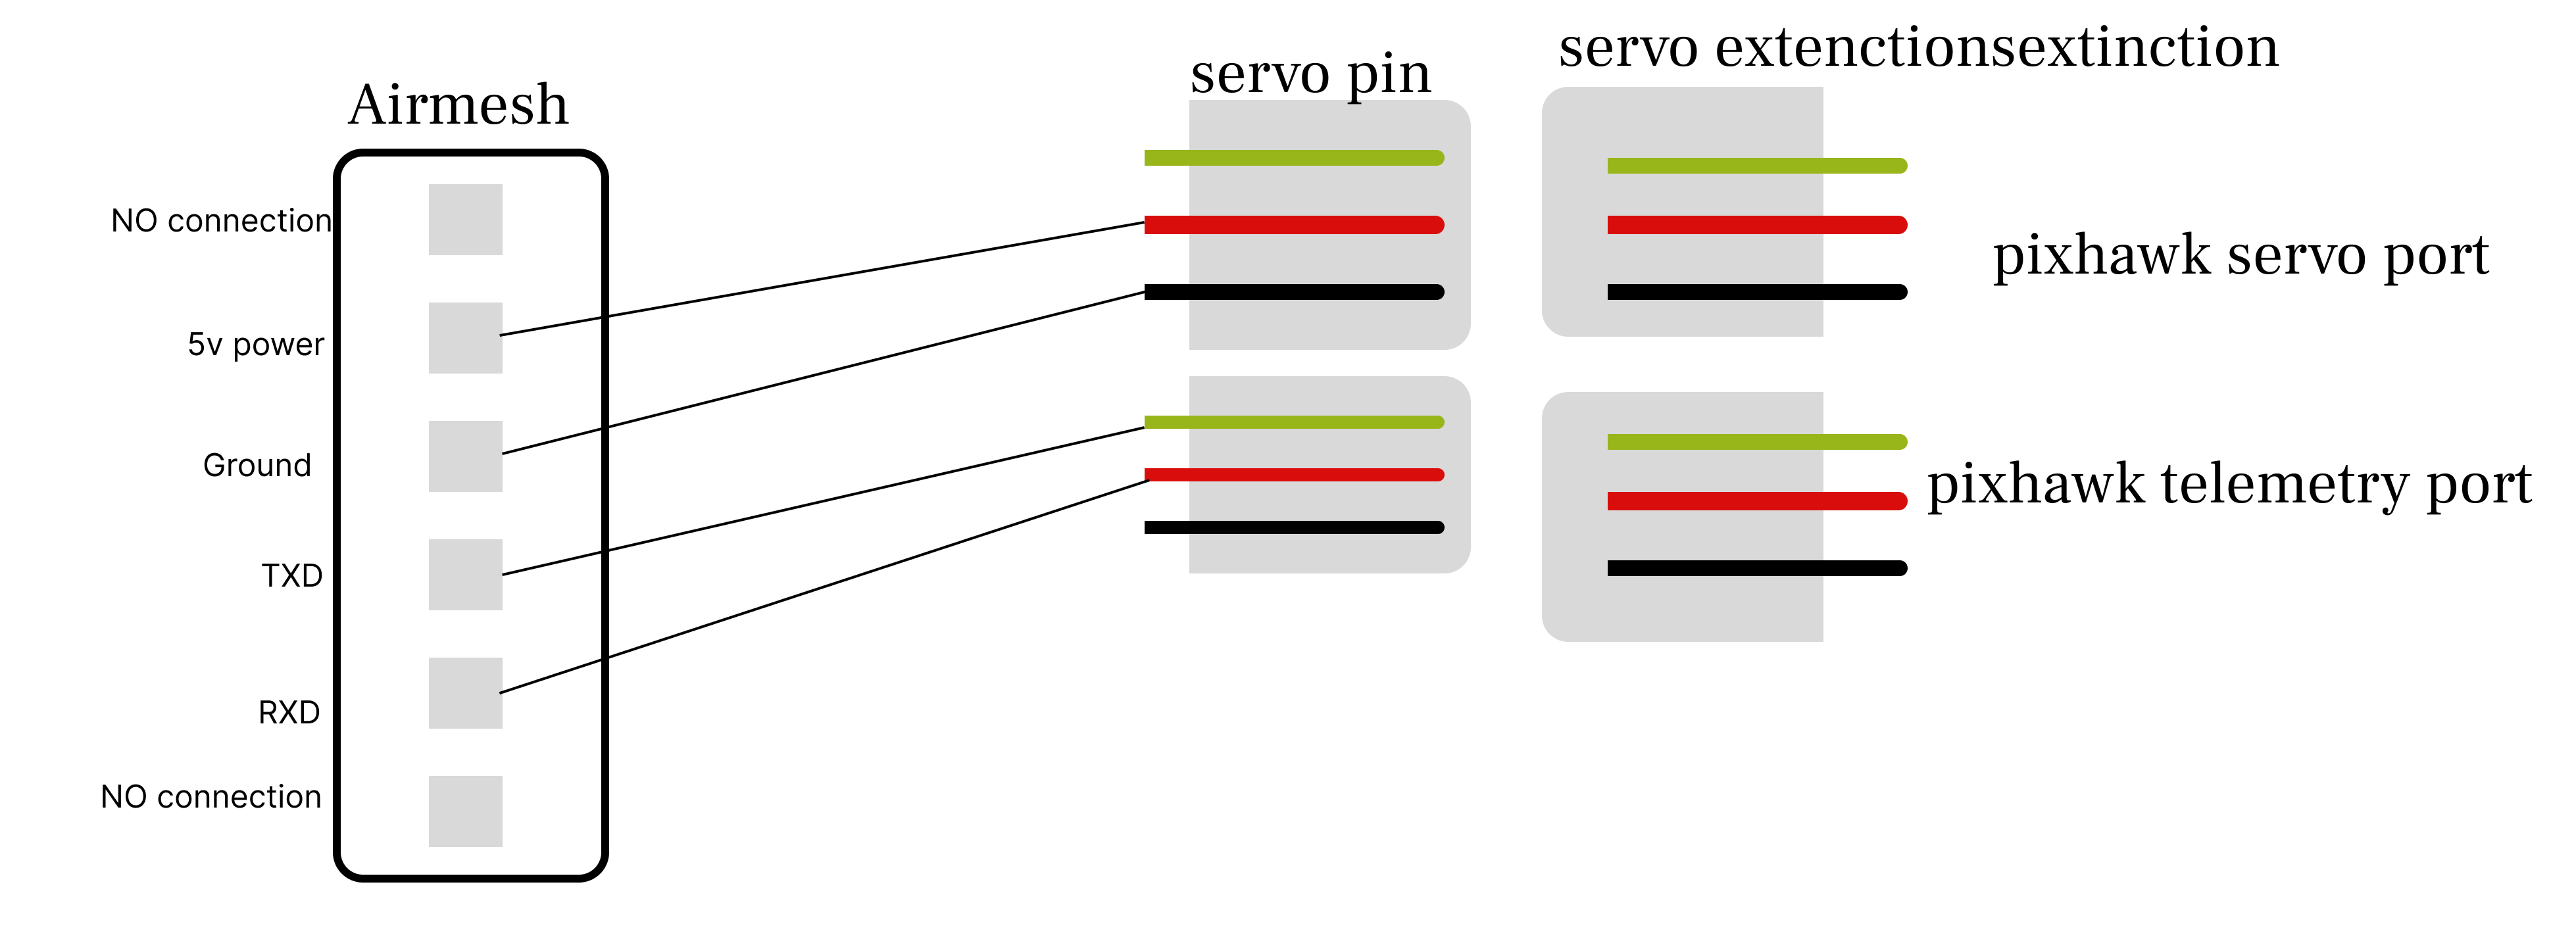 Airmesh
NO connection
5v power
Ground
TXD
RXD
NO connection
servo pin
servo extenctionsextinction
pixhawk servo port
pixhawk telemetry port